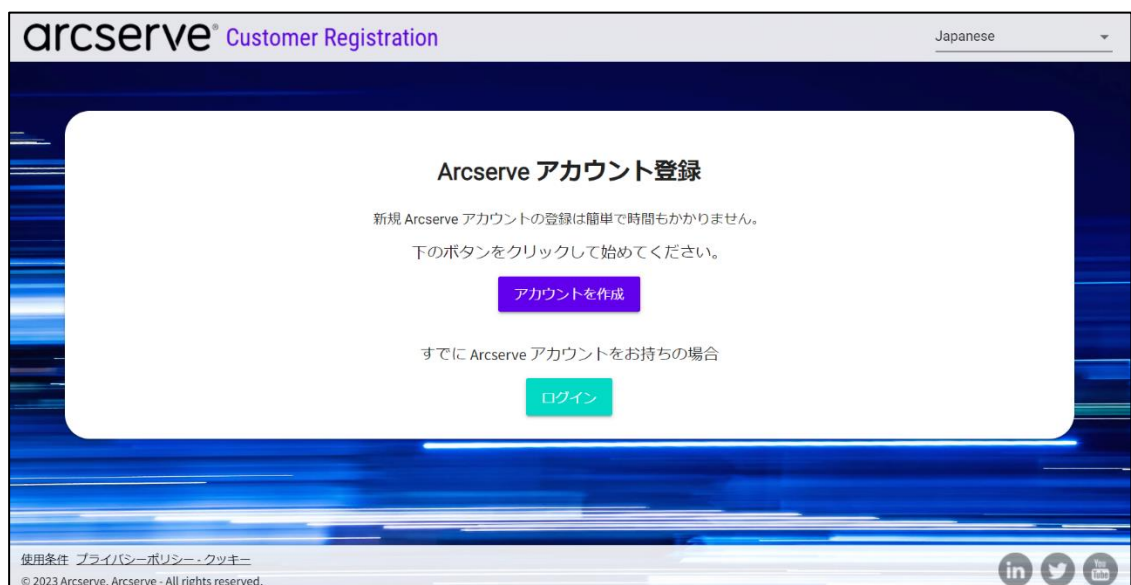 arcserve® Customer Registration
Japanese
Arcserve アカウント登録
新規 Arcserve アカウントの登録は簡単で時間もかかりません。
下のボタンをクリックして始めてください。
アカウントを作成
すでに Arcserve アカウントをお持ちの場合
ログイン
使用条件 プライバシーポリシー - クッキー
in You Tube
© 2023 Arcserve. Arcserve - All rights reserved.